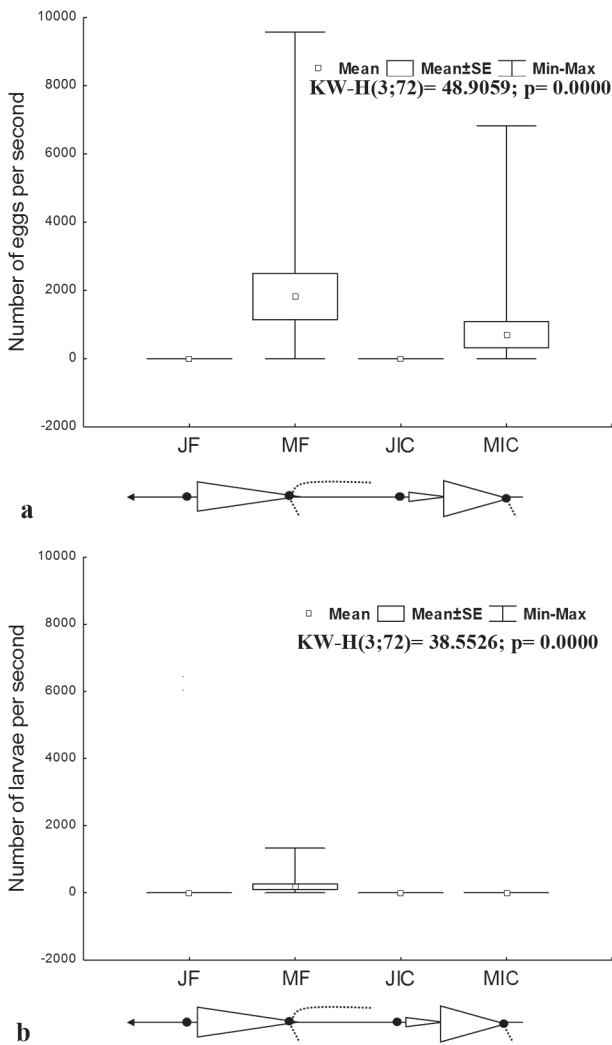 10000
8000
6000
4000
2000
0
-2000
Number of eggs per second
Mean Mean±SE Min-Max
KW-H(3;72)= 48.9059; p= 0.0000
JF MF JIC MIC
a
10000
8000
6000
4000
2000
0
-2000
Number of larvae per second
Mean Mean±SE Min-Max
KW-H(3;72)= 38.5526; p= 0.0000
JF MF JIC MIC
b